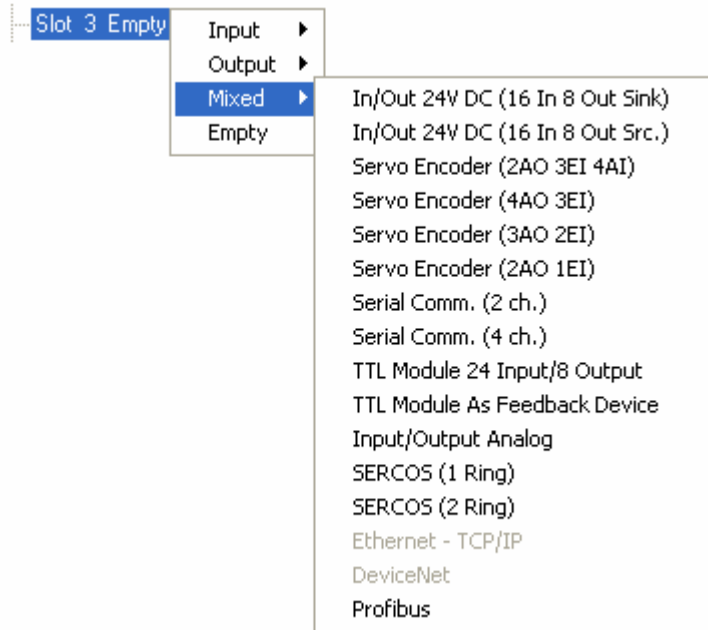 Slot 3 Empty
Input
Output
Mixed
Empty
In/Out 24V DC (16 In 8 Out Sink)
In/Out 24V DC (16 In 8 Out Src.)
Servo Encoder (2AO 3EI 4AI)
Servo Encoder (4AO 3EI)
Servo Encoder (3AO 2EI)
Servo Encoder (2AO 1EI)
Serial Comm. (2 ch.)
Serial Comm. (4 ch.)
TTL Module 24 Input/8 Output
TTL Module As Feedback Device
Input/Output Analog
SERCOS (1 Ring)
SERCOS (2 Ring)
Ethernet - TCP/IP
DeviceNet
Profibus